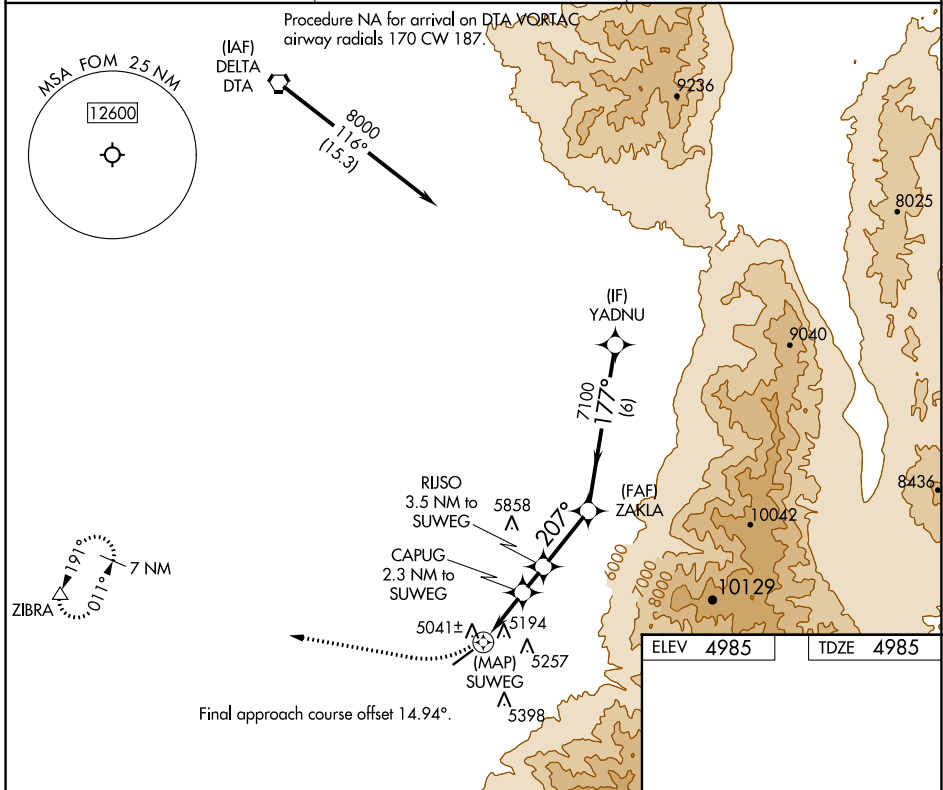 Procedure NA for arrival on DTA VORTAC
airway radials 170 CW 187.
(IAF)
DELTA
DTA
MSA FOM 25 NM
12600
8000
116°
(15.3)
9236
8025
(IF)
YADNU
9040
7100
177°
(6)
RIJSO
3.5 NM to
SUWEG
5858
207°
(FAF)
ZAKLA
8436
10042
CAPUG
2.3 NM to
SUWEG
6000
7000
8000
10129
191°
011°
7 NM
ZIBRA
5041±
5194
5257
(MAP)
SUWEG
5398
ELEV 4985
TDZE 4985
Final approach course offset 14.94°.